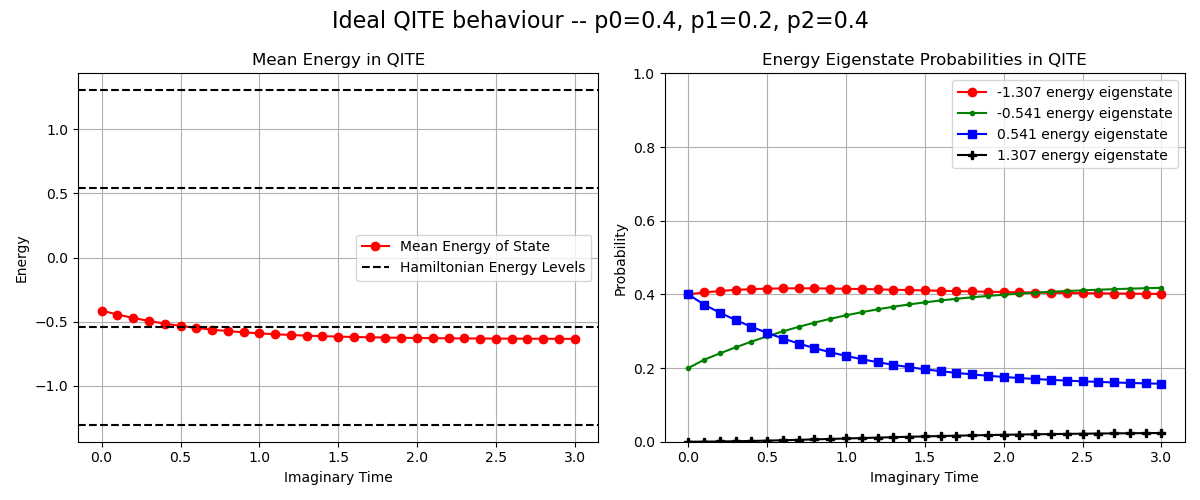 Ideal QITE behaviour -- p0=0.4, p1=0.2, p2=0.4
Mean Energy in QITE
Energy
1.0
0.5
0.0
−0.5
−1.0
Mean Energy of State
Hamiltonian Energy Levels
0.0 0.5 1.0 1.5 2.0 2.5 3.0
Imaginary Time
Energy Eigenstate Probabilities in QITE
Probability
1.0
0.8
0.6
0.4
0.2
0.0
-1.307 energy eigenstate
-0.541 energy eigenstate
0.541 energy eigenstate
1.307 energy eigenstate
0.0 0.5 1.0 1.5 2.0 2.5 3.0
Imaginary Time